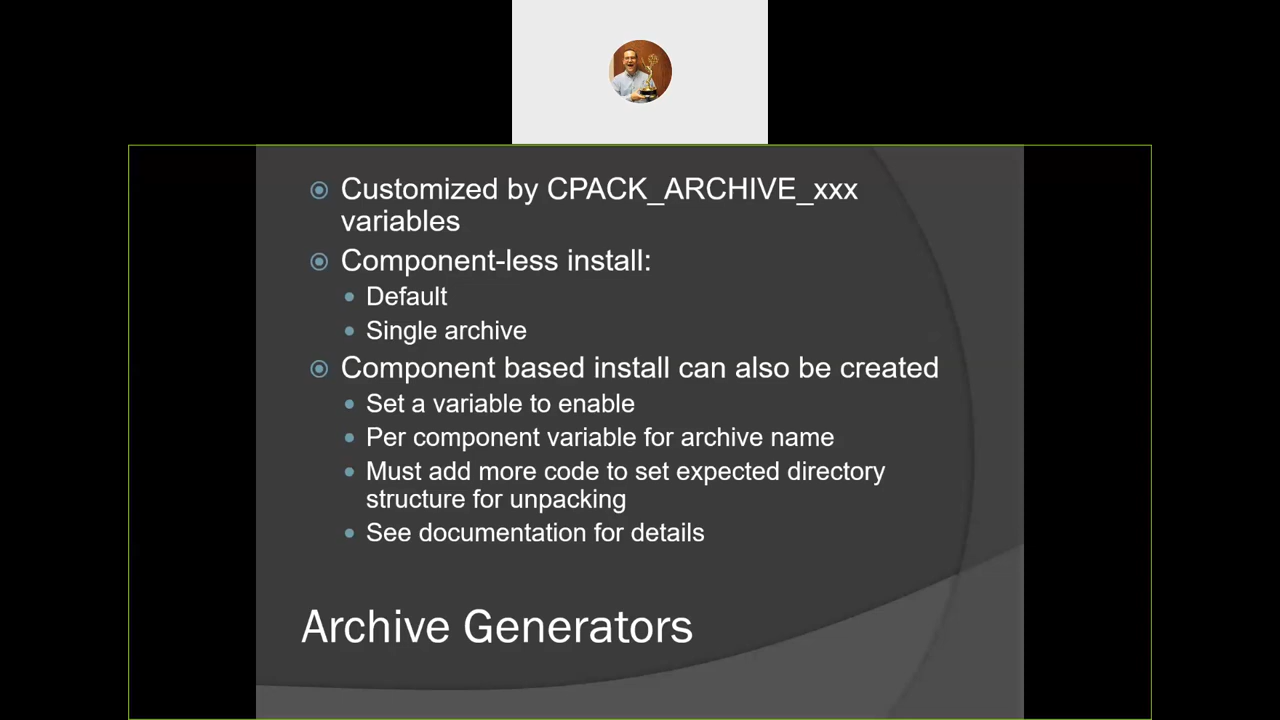 Customized by CPACK_ARCHIVE_xxx
variables
Component-less install:
Default
Single archive
Component based install can also be created
Set a variable to enable
Per component variable for archive name
Must add more code to set expected directory
structure for unpacking
See documentation for details
Archive Generators